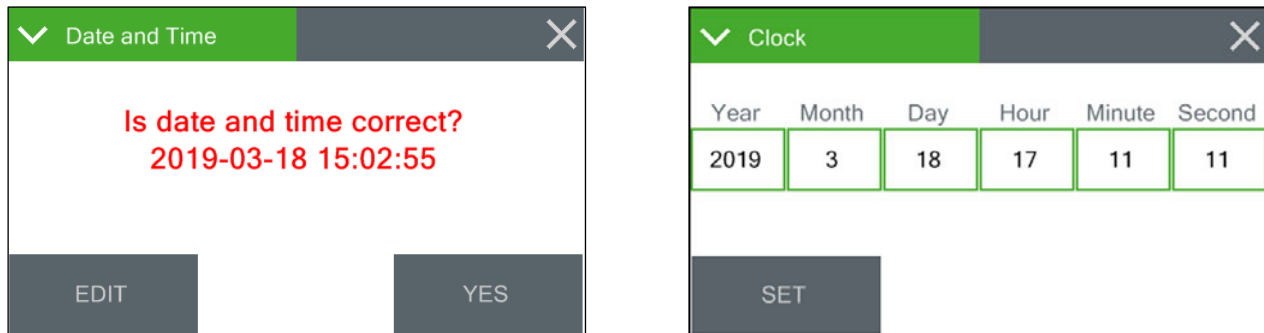 Date and Time
Is date and time correct?
2019-03-18 15:02:55
EDIT YES
Clock
Year Month Day Hour Minute Second
2019 3 18 17 11 11
SET